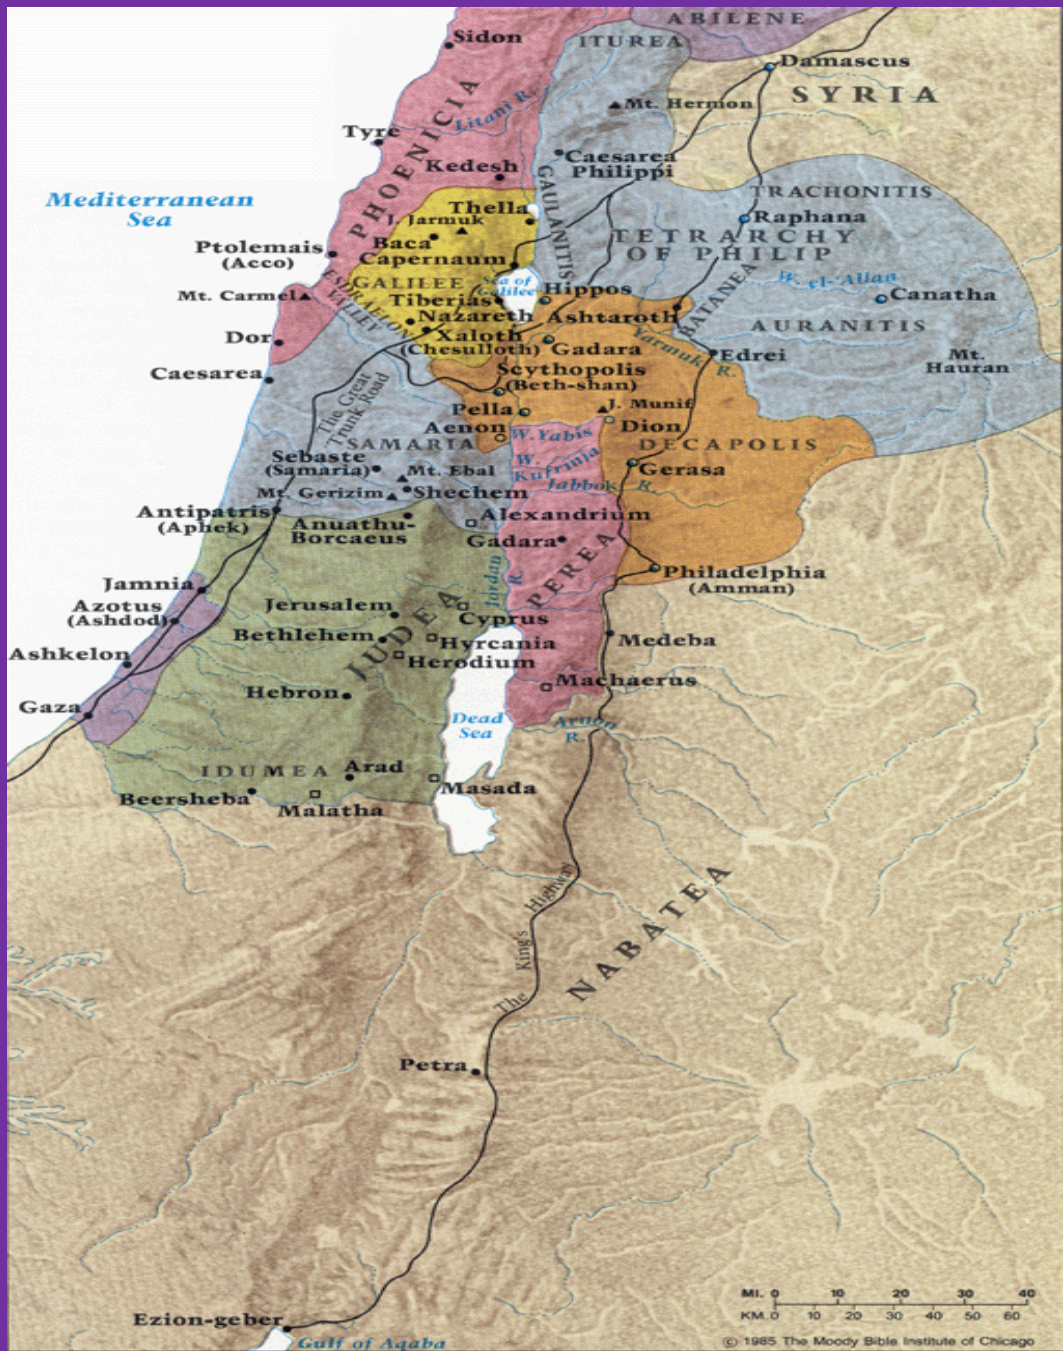 ABILENE
Sidon
ITUREA
Damascus
SYRIA
Mt. Hermon
Litani R.
PHOENICIA
Tyre
Caesarea
Philippi
Kedesh
GAULANITIS
TRACHONITIS
Mediterranean
Sea
Thella
J. Jarmuk
Raphana
Baca
TETRARCHY
OF PHILIP
Ptolemais
(Acco)
Capernaum
GALILEE
Sea of
Galilee
Hippos
W. el-'Allan
Canatha
Mt. Carmel
ESDRAELON
VALLEY
Tiberias
Nazareth
Ashtaroth
BATANEA
AURANITIS
Dor
Xaloth
(Chesulloth)
Gadara
Yarmuk
R.
Edrei
Mt.
Hauran
Caesarea
Scythopolis
(Beth-shan)
The Great
Trunk Road
Pella
J. Munif
Aenon
Dion
W. Yabis
SAMARIA
DECAPOLIS
Sebaste
(Samaria)
Mt. Ebal
W.
Kufrinja
Gerasa
Mt. Gerizim
Shechem
Jabbok R.
Antipatris
(Aphek)
Anuathu-
Borcaeus
Alexandrium
Gadara
PEREA
Jordan
R.
Philadelphia
(Amman)
Jamnia
Azotus
(Ashdod)
Jerusalem
Cyprus
JUDEA
Bethlehem
Hyrcania
Medeba
Ashkelon
Herodium
Machaerus
Hebron
Gaza
Dead
Sea
Arnon
R.
IDUMEA
Arad
Masada
Beersheba
Malatha
The King's Highway
NABATEA
Petra
Ezion-geber
Gulf of Aqaba
MI. 0 20 30 40
KM. 0 10 20 30 40 50 60
© 1985 The Moody Bible Institute of Chicago